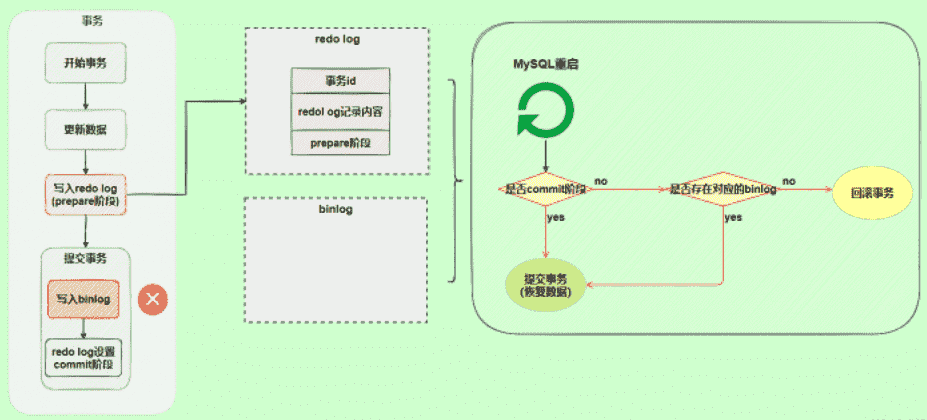 事务
开始事务
更新数据
写入redo log
(prepare阶段)
提交事务
写入binlog
redo log设置
commit阶段
redo log
事务id
redol og记录内容
prepare阶段
binlog
MySQL重启
是否commit阶段
no
是否存在对应的binlog
no
回滚事务
yes
yes
提交事务
(恢复数据)